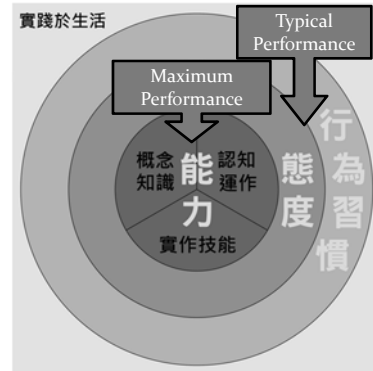 實踐於生活
Typical
Performance
Maximum
Performance
概念
知識
能力
認知
運作
實作技能
態度
行為習慣